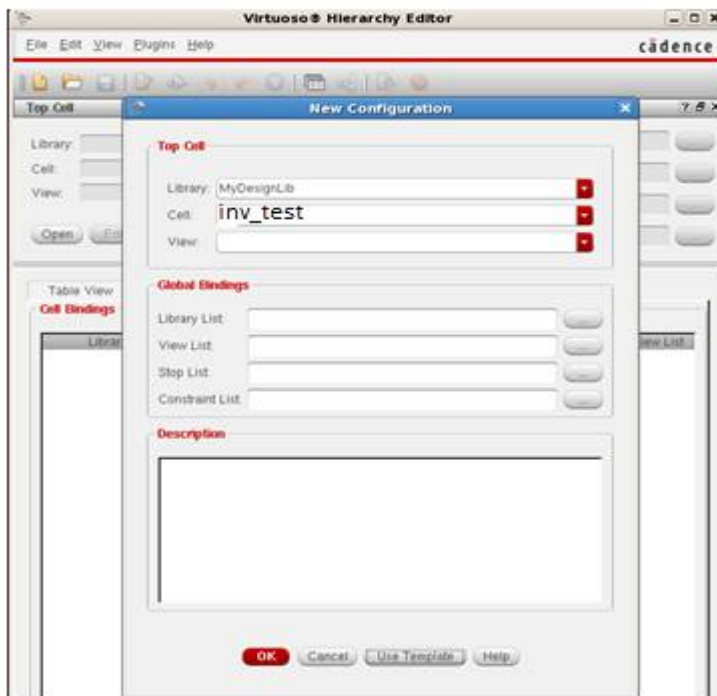 Virtuoso® Hierarchy Editor
File Edit View Plugins Help
cādence
Top Cell
New Configuration
Library:
Cell:
View:
Open
Top Cell
Library: MyDesignLib
Cell: inv_test
View:
Table View
Cell Bindings
Global Bindings
Library List:
View List:
Stop List:
Constraint List:
Description
OK Cancel Use Template Help